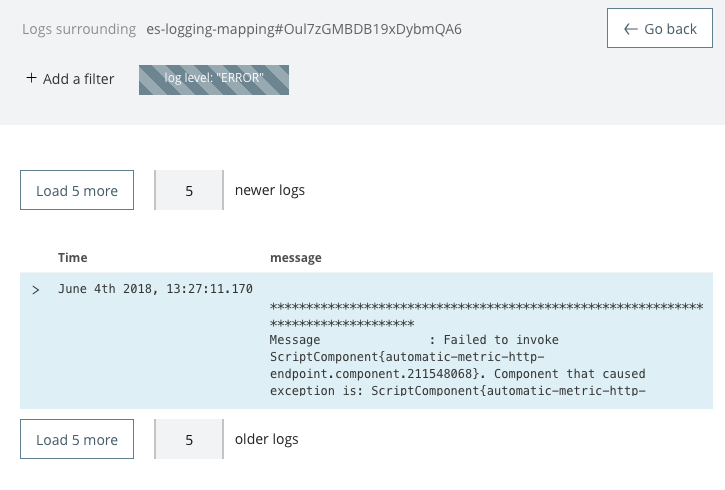 Logs surrounding es-logging-mapping#Oul7zGMBDB19xDybmQA6
← Go back
+ Add a filter
log level: "ERROR"
Load 5 more 5 newer logs
Time message
> June 4th 2018, 13:27:11.170
************************************************************
********************
Message : Failed to invoke
ScriptComponent{automatic-metric-http-
endpoint.component.211548068}. Component that caused
exception is: ScriptComponent{automatic-metric-http-
Load 5 more 5 older logs